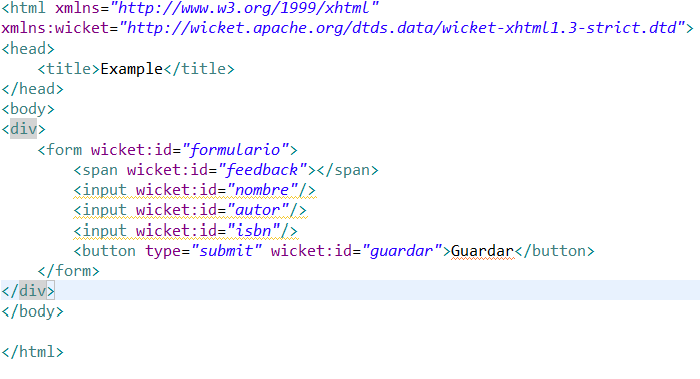 <html xmlns="http://www.w3.org/1999/xhtml"
xmlns:wicket="http://wicket.apache.org/dtds.data/wicket-xhtml1.3-strict.dtd">
<head>
    <title>Example</title>
</head>
<body>
<div>
    <form wicket:id="formulario">
        <span wicket:id="feedback"></span>
        <input wicket:id="nombre"/>
        <input wicket:id="autor"/>
        <input wicket:id="isbn"/>
        <button type="submit" wicket:id="guardar">Guardar</button>
    </form>
</div>
</body>

</html>